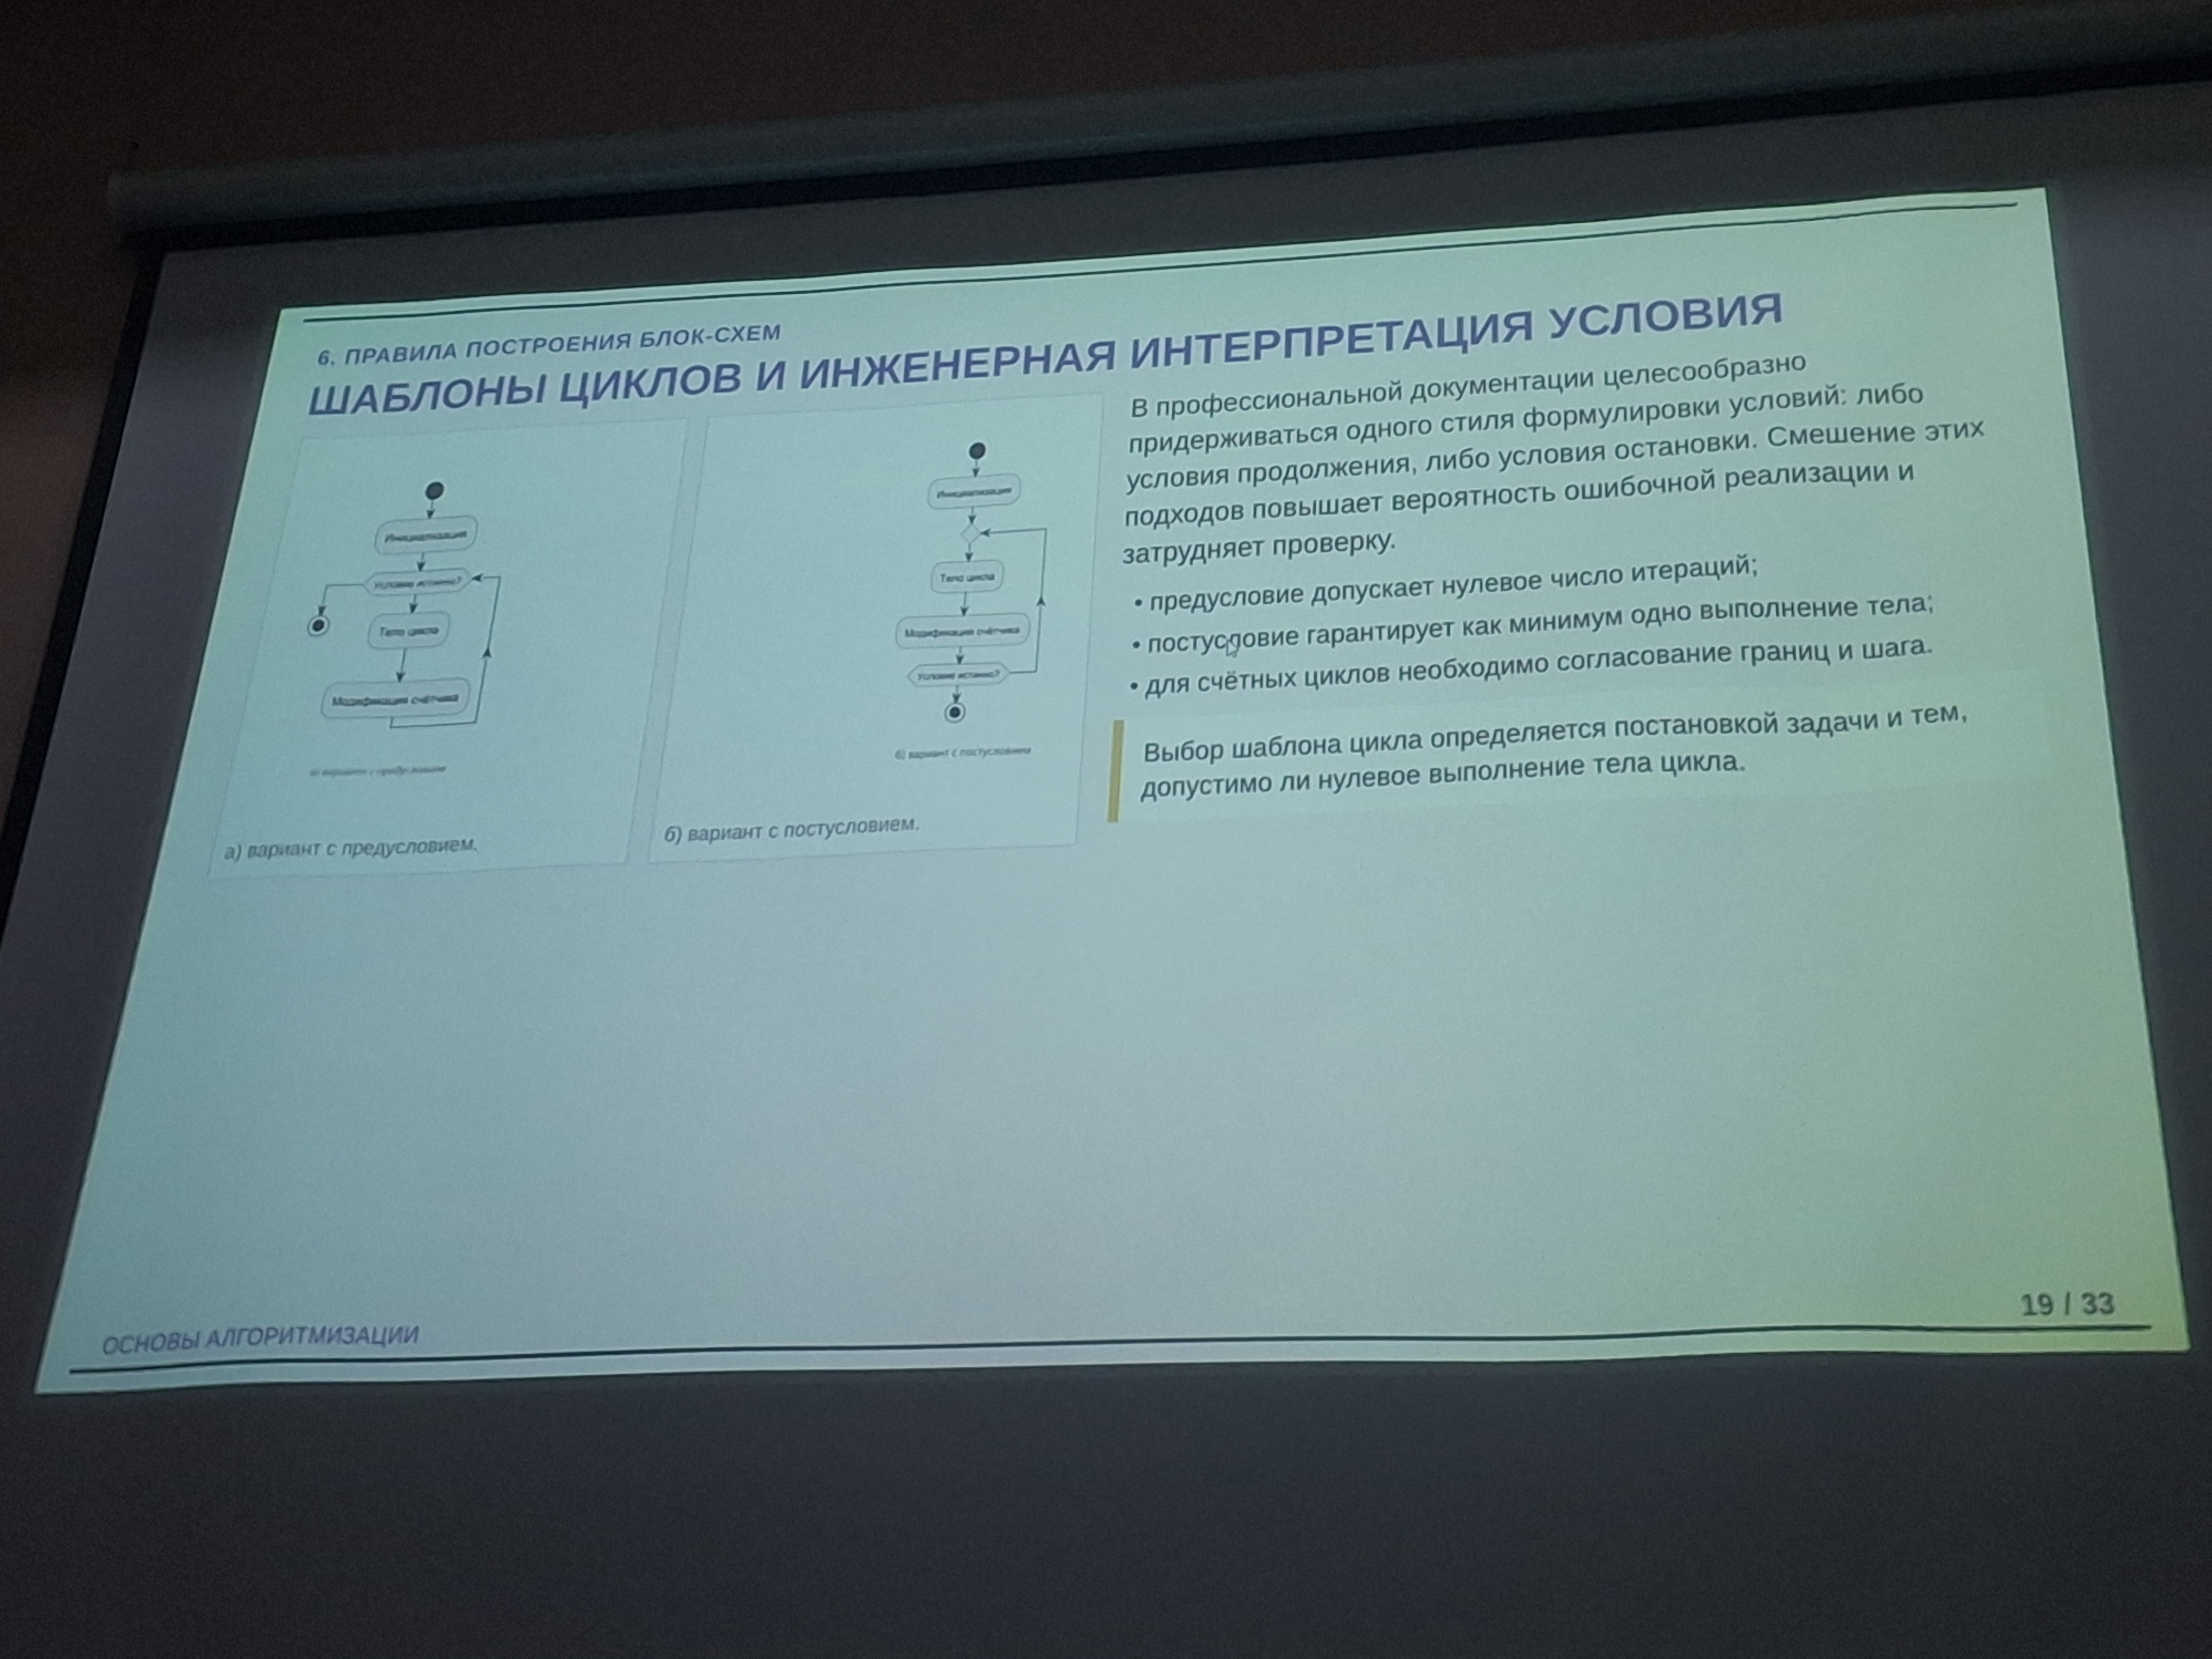 6. ПРАВИЛА ПОСТРОЕНИЯ БЛОК-СХЕМ
ШАБЛОНЫ ЦИКЛОВ И ИНЖЕНЕРНАЯ ИНТЕРПРЕТАЦИЯ УСЛОВИЯ
Инициализация
Условие истинно?
Тело цикла
Модификация счётчика
а) вариант с предусловием.
Инициализация
Тело цикла
Модификация счётчика
Условие истинно?
б) вариант с постусловием
б) вариант с постусловием.
В профессиональной документации целесообразно
придерживаться одного стиля формулировки условий: либо
условия продолжения, либо условия остановки. Смешение этих
подходов повышает вероятность ошибочной реализации и
затрудняет проверку.
• предусловие допускает нулевое число итераций;
• постусловие гарантирует как минимум одно выполнение тела;
• для счётных циклов необходимо согласование границ и шага.
Выбор шаблона цикла определяется постановкой задачи и тем,
допустимо ли нулевое выполнение тела цикла.
ОСНОВЫ АЛГОРИТМИЗАЦИИ
19 / 33